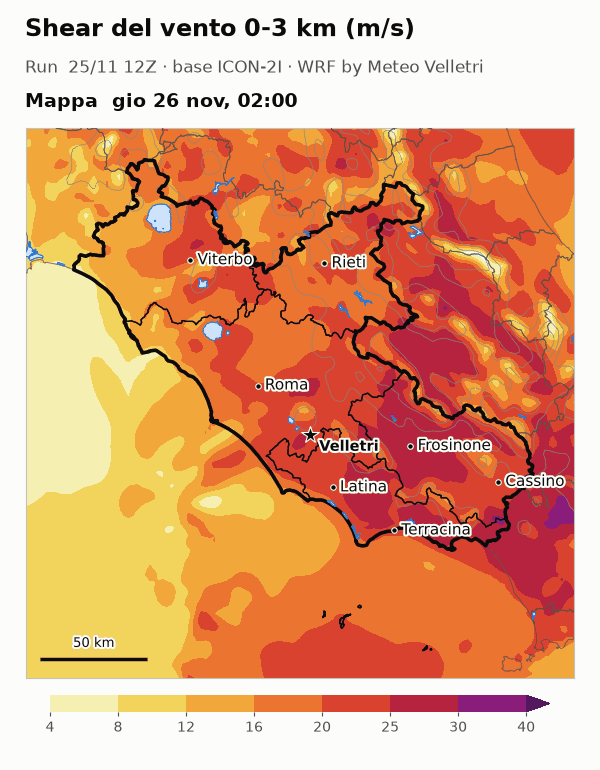 Shear del vento 0-3 km (m/s)
Run  25/11 12Z · base ICON-2I · WRF by Meteo Velletri
Mappa  gio 26 nov, 02:00
Viterbo
Rieti
Roma
Velletri
Frosinone
Cassino
Latina
Terracina
50 km
4 8 12 16 20 25 30 40